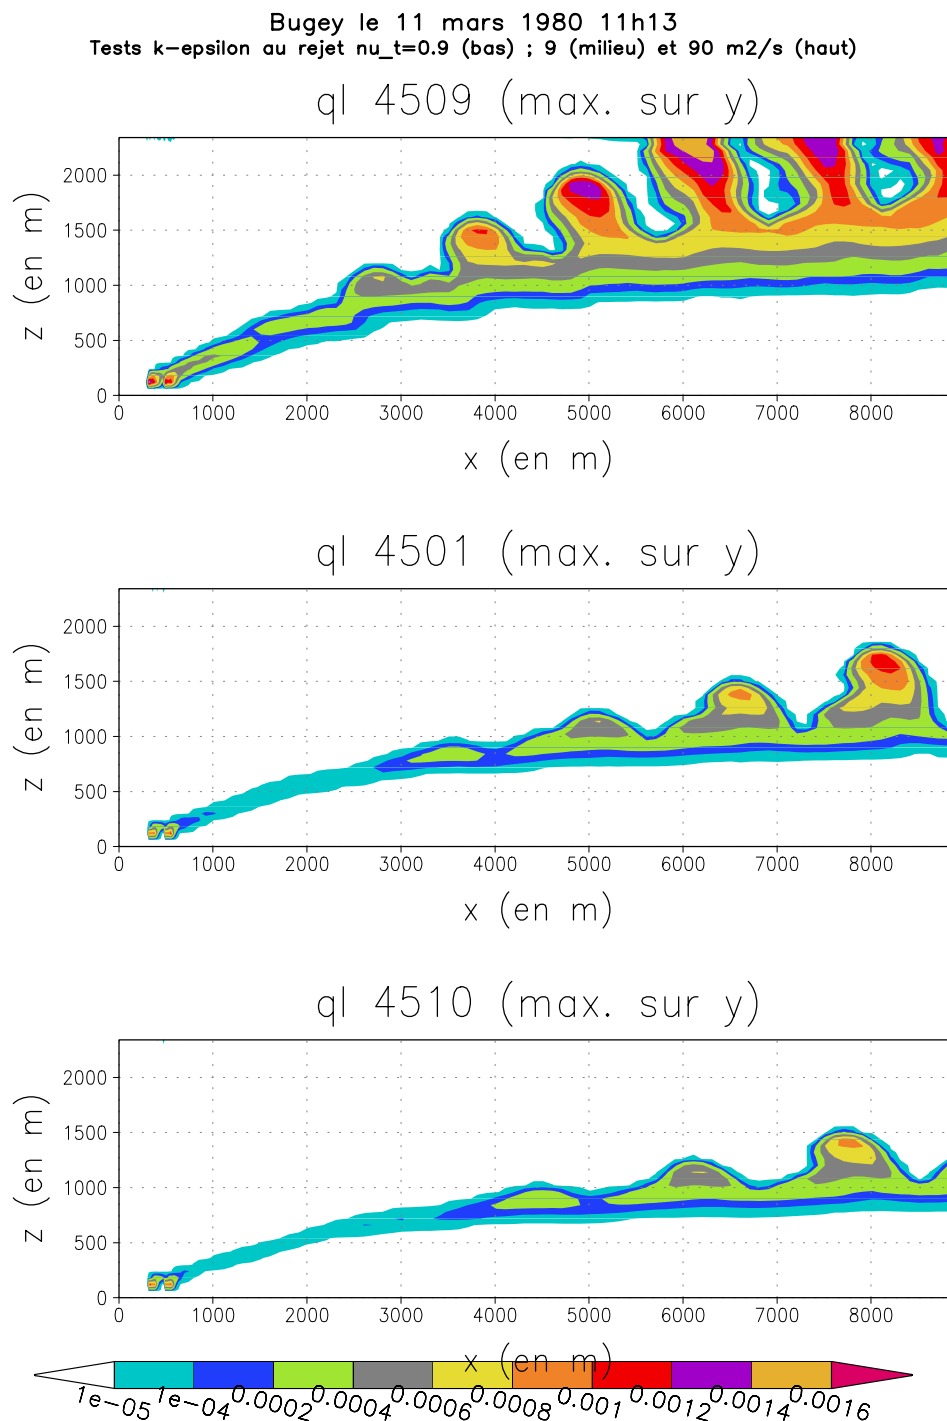 Bugey le 11 mars 1980 11h13
Tests k-epsilon au rejet nu_t=0.9 (bas) ; 9 (milieu) et 90 m2/s (haut)
ql 4509 (max. sur y)
z (en m)
2000
1500
1000
500
0
0 1000 2000 3000 4000 5000 6000 7000 8000
x (en m)
ql 4501 (max. sur y)
z (en m)
2000
1500
1000
500
0
0 1000 2000 3000 4000 5000 6000 7000 8000
x (en m)
ql 4510 (max. sur y)
z (en m)
2000
1500
1000
500
0
0 1000 2000 3000 4000 5000 6000 7000 8000
x (en m)
1e-05 1e-04 0.0002 0.0004 0.0006 0.0008 0.001 0.0012 0.0014 0.0016